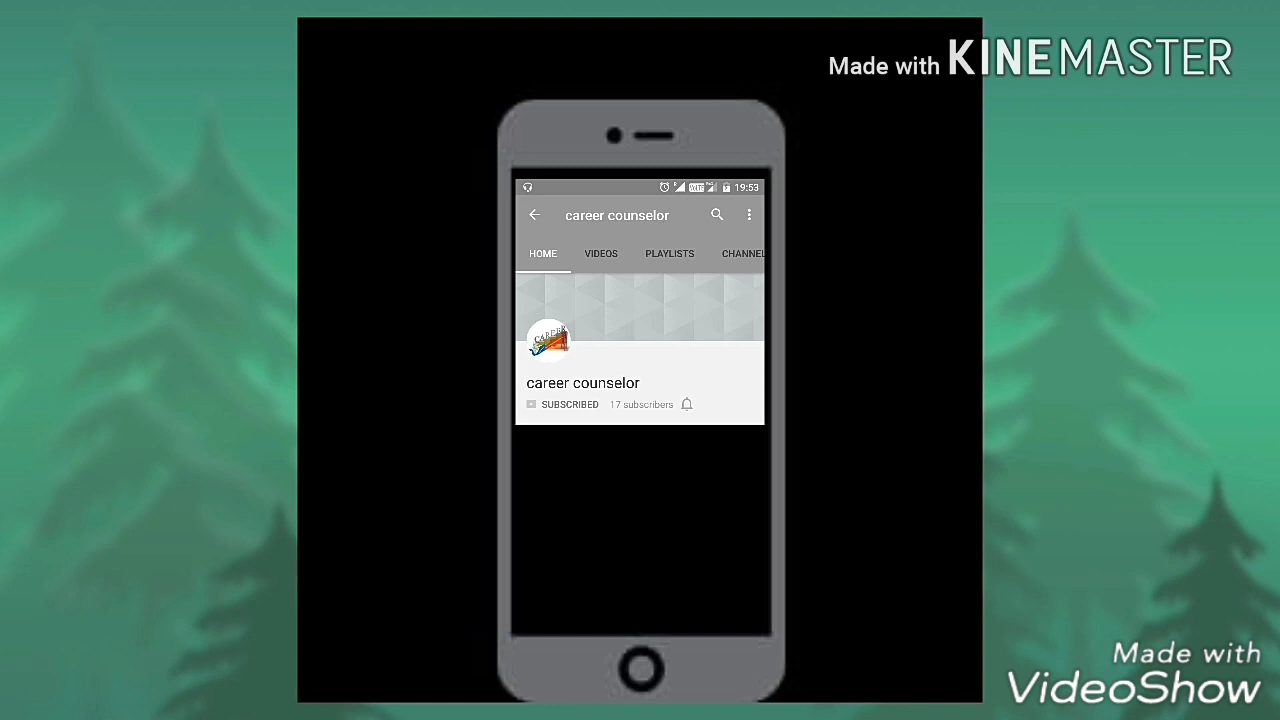 Made with KINEMASTER
19:53
career counselor
HOME VIDEOS PLAYLISTS CHANNEL
CAREER
career counselor
SUBSCRIBED 17 subscribers
Made with
VideoShow